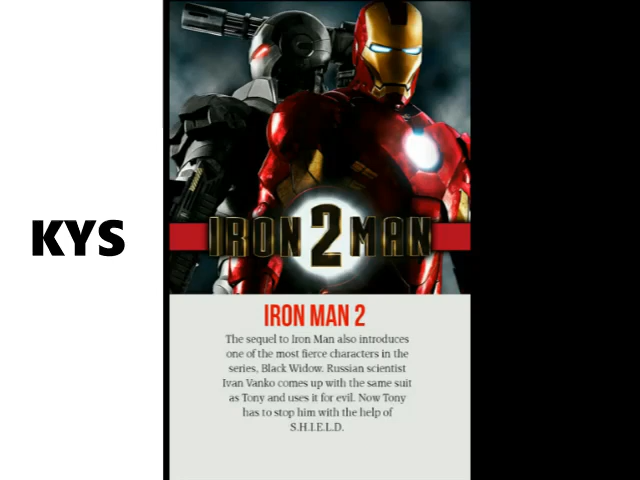 KYS
IRON 2 MAN
IRON MAN 2
The sequel to Iron Man also introduces
one of the most fierce characters in the
series, Black Widow. Russian scientist
Ivan Vanko comes up with the same suit
as Tony and uses it for evil. Now Tony
has to stop him with the help of
S.H.I.E.L.D.